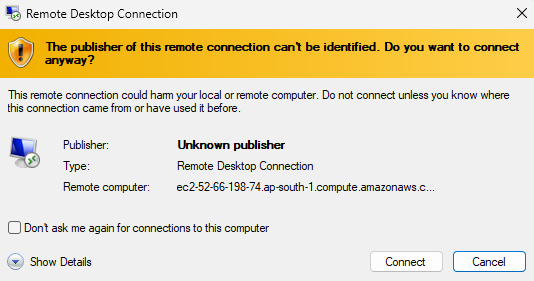 Remote Desktop Connection
The publisher of this remote connection can't be identified. Do you want to connect
anyway?
This remote connection could harm your local or remote computer. Do not connect unless you know where
this connection came from or have used it before.
Publisher: Unknown publisher
Type: Remote Desktop Connection
Remote computer: ec2-52-66-198-74.ap-south-1.compute.amazonaws.c...
Don't ask me again for connections to this computer
Show Details Connect Cancel